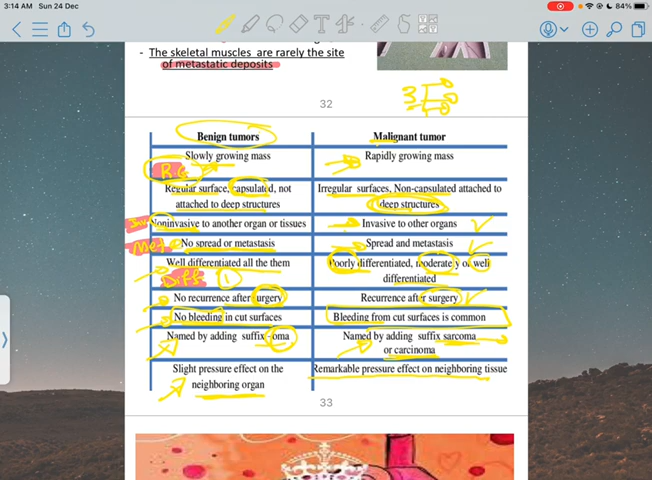 3:14 AM Sun 24 Dec
84%
- The skeletal muscles are rarely the site
of metastatic deposits
32
3
Benign tumors
Malignant tumor
Slowly growing mass
Rapidly growing mass
R.G
Regular surface, capsulated, not
attached to deep structures
Irregular surfaces, Non-capsulated attached to
deep structures
Noninvasive to another organ or tissues
Invasive to other organs
No spread or metastasis
Spread and metastasis
Well differentiated all the them
Poorly differentiated, moderately or well
differentiated
Diff 1
No recurrence after surgery
Recurrence after surgery
No bleeding in cut surfaces
Bleeding from cut surfaces is common
Named by adding suffix -oma
Named by adding suffix sarcoma
or carcinoma
Slight pressure effect on the
neighboring organ
Remarkable pressure effect on neighboring tissue
33